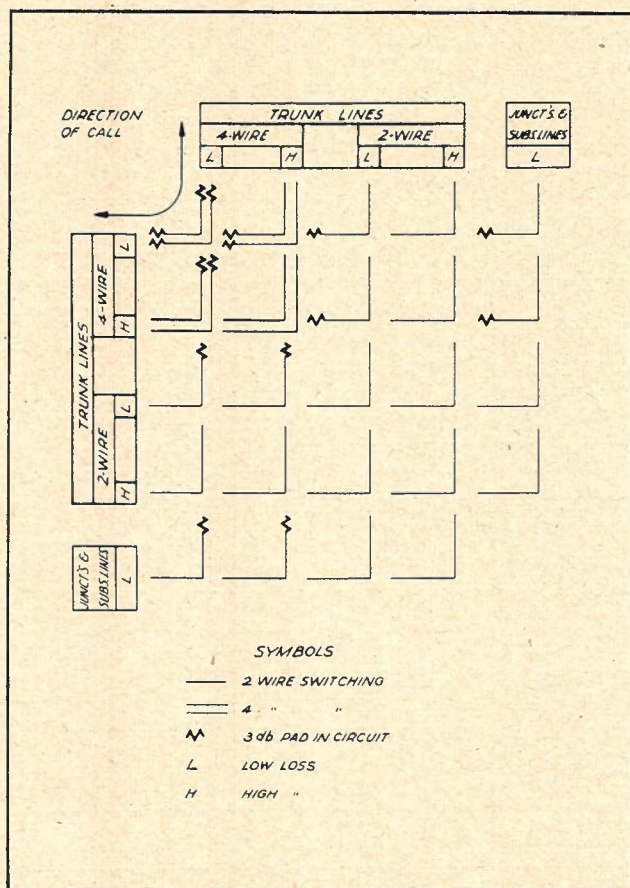 DIRECTION
OF CALL
TRUNK LINES
4-WIRE
2-WIRE
L
H
L
H
JUNCT'S. &
SUBS. LINES
L
TRUNK LINES
4-WIRE
L
H
2-WIRE
L
H
JUNCT'S &
SUBS. LINES
L
SYMBOLS
2 WIRE SWITCHING
4 " "
3 db PAD IN CIRCUIT
L LOW LOSS
H HIGH "